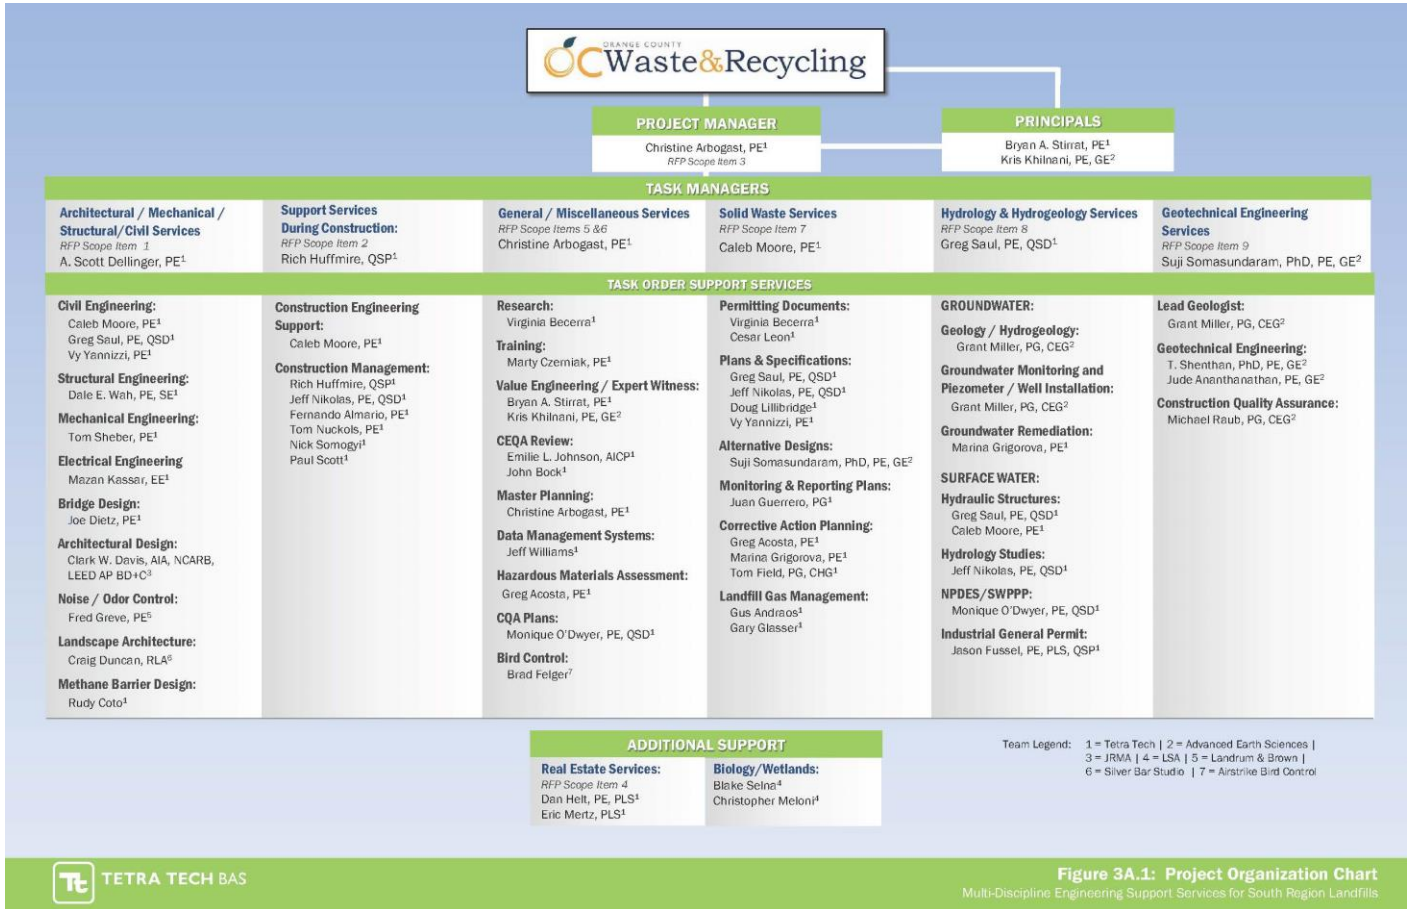 ORANGE COUNTY
OC Waste&Recycling
PROJECT MANAGER
Christine Arbogast, PE¹
RFP Scope Item 3
PRINCIPALS
Bryan A. Stirrat, PE¹
Kris Khilnani, PE, GE²
TASK MANAGERS
Architectural / Mechanical /
Structural/Civil Services
RFP Scope Item 1
A. Scott Dellinger, PE¹
Support Services
During Construction:
RFP Scope Item 2
Rich Huffmire, QSP¹
General / Miscellaneous Services
RFP Scope Items 5 &6
Christine Arbogast, PE¹
Solid Waste Services
RFP Scope Item 7
Caleb Moore, PE¹
Hydrology & Hydrogeology Services
RFP Scope Item 8
Greg Saul, PE, QSD¹
Geotechnical Engineering
Services
RFP Scope Item 9
Suji Somasundaram, PhD, PE, GE²
TASK ORDER SUPPORT SERVICES
Civil Engineering:
Caleb Moore, PE¹
Greg Saul, PE, QSD¹
Vy Yannizzi, PE¹
Structural Engineering:
Dale E. Wah, PE, SE¹
Mechanical Engineering:
Tom Sheber, PE¹
Electrical Engineering
Mazan Kassar, EE¹
Bridge Design:
Joe Dietz, PE¹
Architectural Design:
Clark W. Davis, AIA, NCARB,
LEED AP BD+C³
Noise / Odor Control:
Fred Greve, PE⁵
Landscape Architecture:
Craig Duncan, RLA⁶
Methane Barrier Design:
Rudy Coto¹
Construction Engineering
Support:
Caleb Moore, PE¹
Construction Management:
Rich Huffmire, QSP¹
Jeff Nikolas, PE, QSD¹
Fernando Almario, PE¹
Tom Nuckols, PE¹
Nick Somogyi¹
Paul Scott¹
Research:
Virginia Becerra¹
Training:
Marty Czerniak, PE¹
Value Engineering / Expert Witness:
Bryan A. Stirrat, PE¹
Kris Khilnani, PE, GE²
CEQA Review:
Emilie L. Johnson, AICP¹
John Bock¹
Master Planning:
Christine Arbogast, PE¹
Data Management Systems:
Jeff Williams¹
Hazardous Materials Assessment:
Greg Acosta, PE¹
CQA Plans:
Monique O'Dwyer, PE, QSD¹
Bird Control:
Brad Felger⁷
Permitting Documents:
Virginia Becerra¹
Cesar Leon¹
Plans & Specifications:
Greg Saul, PE, QSD¹
Jeff Nikolas, PE, QSD¹
Doug Lillibridge¹
Vy Yannizzi, PE¹
Alternative Designs:
Suji Somasundaram, PhD, PE, GE²
Monitoring & Reporting Plans:
Juan Guerrero, PG¹
Corrective Action Planning:
Greg Acosta, PE¹
Marina Grigorova, PE¹
Tom Field, PG, CHG¹
Landfill Gas Management:
Gus Andraos¹
Gary Glasser¹
GROUNDWATER:
Geology / Hydrogeology:
Grant Miller, PG, CEG²
Groundwater Monitoring and
Piezometer / Well Installation:
Grant Miller, PG, CEG²
Groundwater Remediation:
Marina Grigorova, PE¹
SURFACE WATER:
Hydraulic Structures:
Greg Saul, PE, QSD¹
Caleb Moore, PE¹
Hydrology Studies:
Jeff Nikolas, PE, QSD¹
NPDES/SWPPP:
Monique O'Dwyer, PE, QSD¹
Industrial General Permit:
Jason Fussel, PE, PLS, QSP¹
Lead Geologist:
Grant Miller, PG, CEG²
Geotechnical Engineering:
T. Shenthan, PhD, PE, GE²
Jude Ananthanathan, PE, GE²
Construction Quality Assurance:
Michael Raub, PG, CEG²
ADDITIONAL SUPPORT
Real Estate Services:
RFP Scope Item 4
Dan Helt, PE, PLS¹
Eric Mertz, PLS¹
Biology/Wetlands:
Blake Selna⁴
Christopher Meloni⁴
Team Legend: 1 = Tetra Tech | 2 = Advanced Earth Sciences |
3 = JRMA | 4 = LSA | 5 = Landrum & Brown |
6 = Silver Bar Studio | 7 = Airstrike Bird Control
Tt TETRA TECH BAS
Figure 3A.1: Project Organization Chart
Multi-Discipline Engineering Support Services for South Region Landfills